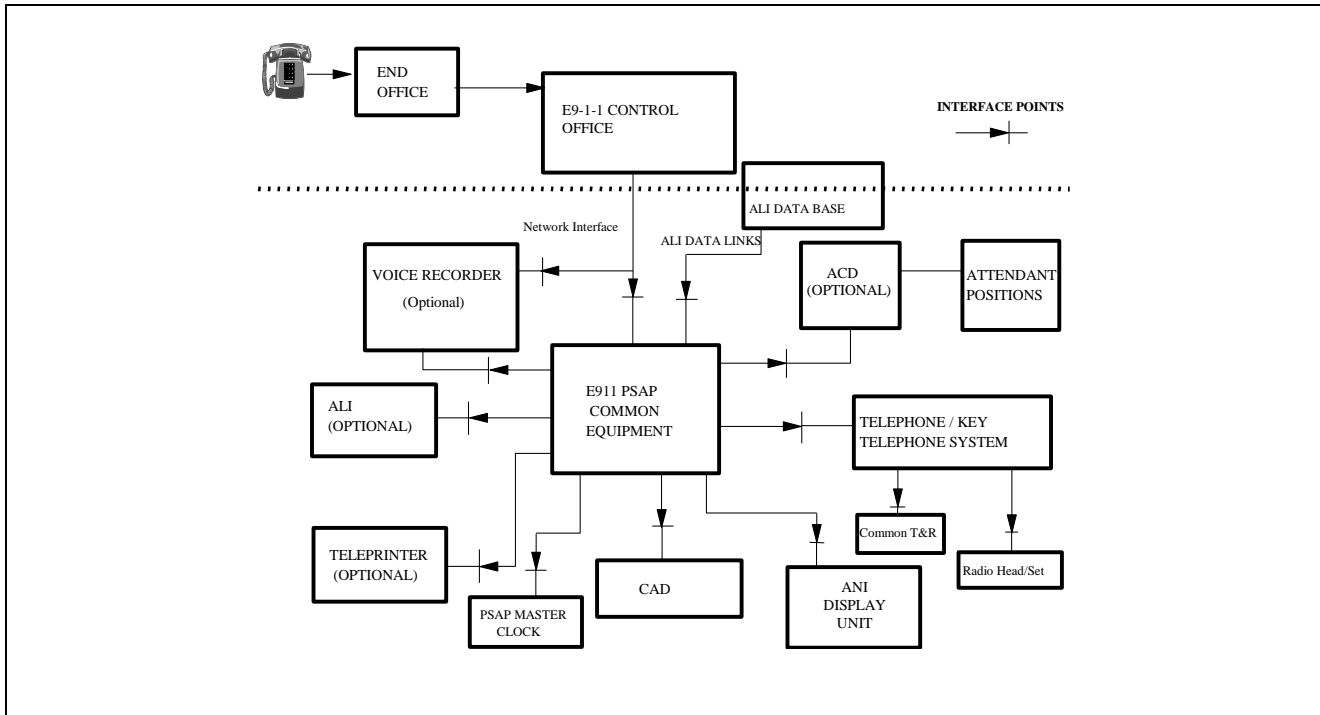 END
OFFICE
E9-1-1 CONTROL
OFFICE
INTERFACE POINTS
ALI DATA BASE
Network Interface
ALI DATA LINKS
VOICE RECORDER
(Optional)
ACD
(OPTIONAL)
ATTENDANT
POSITIONS
E911 PSAP
COMMON
EQUIPMENT
ALI
(OPTIONAL)
TELEPHONE / KEY
TELEPHONE SYSTEM
Common T&R
Radio Head/Set
TELEPRINTER
(OPTIONAL)
PSAP MASTER
CLOCK
CAD
ANI
DISPLAY
UNIT